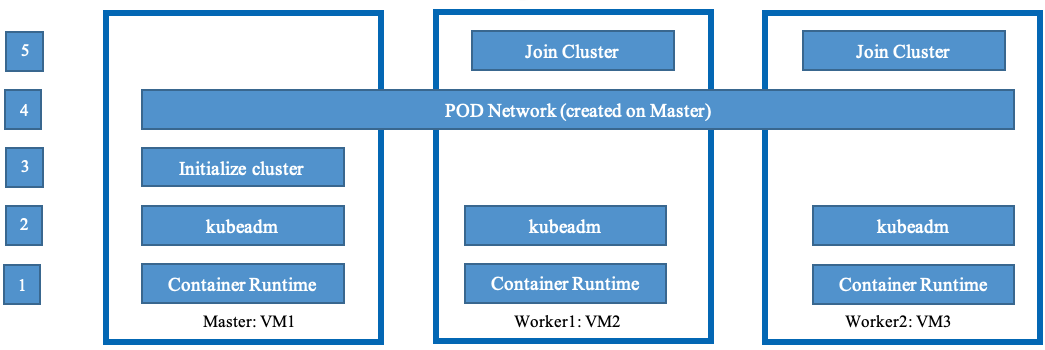 5
Join Cluster
Join Cluster
4
POD Network (created on Master)
3
Initialize cluster
2
kubeadm
kubeadm
kubeadm
1
Container Runtime
Container Runtime
Container Runtime
Master: VM1
Worker1: VM2
Worker2: VM3